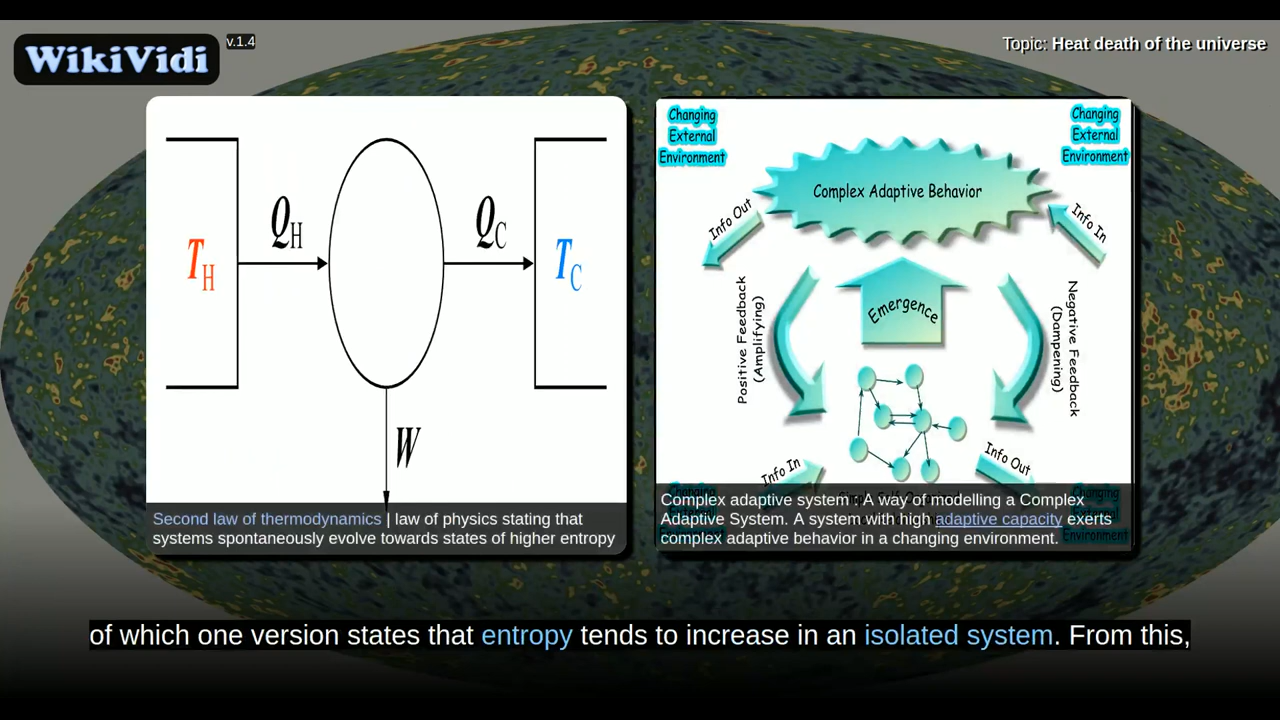 WikiVidi
v.1.4
Topic: Heat death of the universe
Q_H
Q_C
T_H
T_C
W
Second law of thermodynamics | law of physics stating that
systems spontaneously evolve towards states of higher entropy
Changing
External
Environment
Changing
External
Environment
Complex Adaptive Behavior
Info Out
Info In
Positive Feedback
(Amplifying)
Emergence
Negative Feedback
(Dampening)
Info In
Info Out
Complex adaptive system | A way of modelling a Complex
Adaptive System. A system with high adaptive capacity exerts
complex adaptive behavior in a changing environment.
of which one version states that entropy tends to increase in an isolated system. From this,